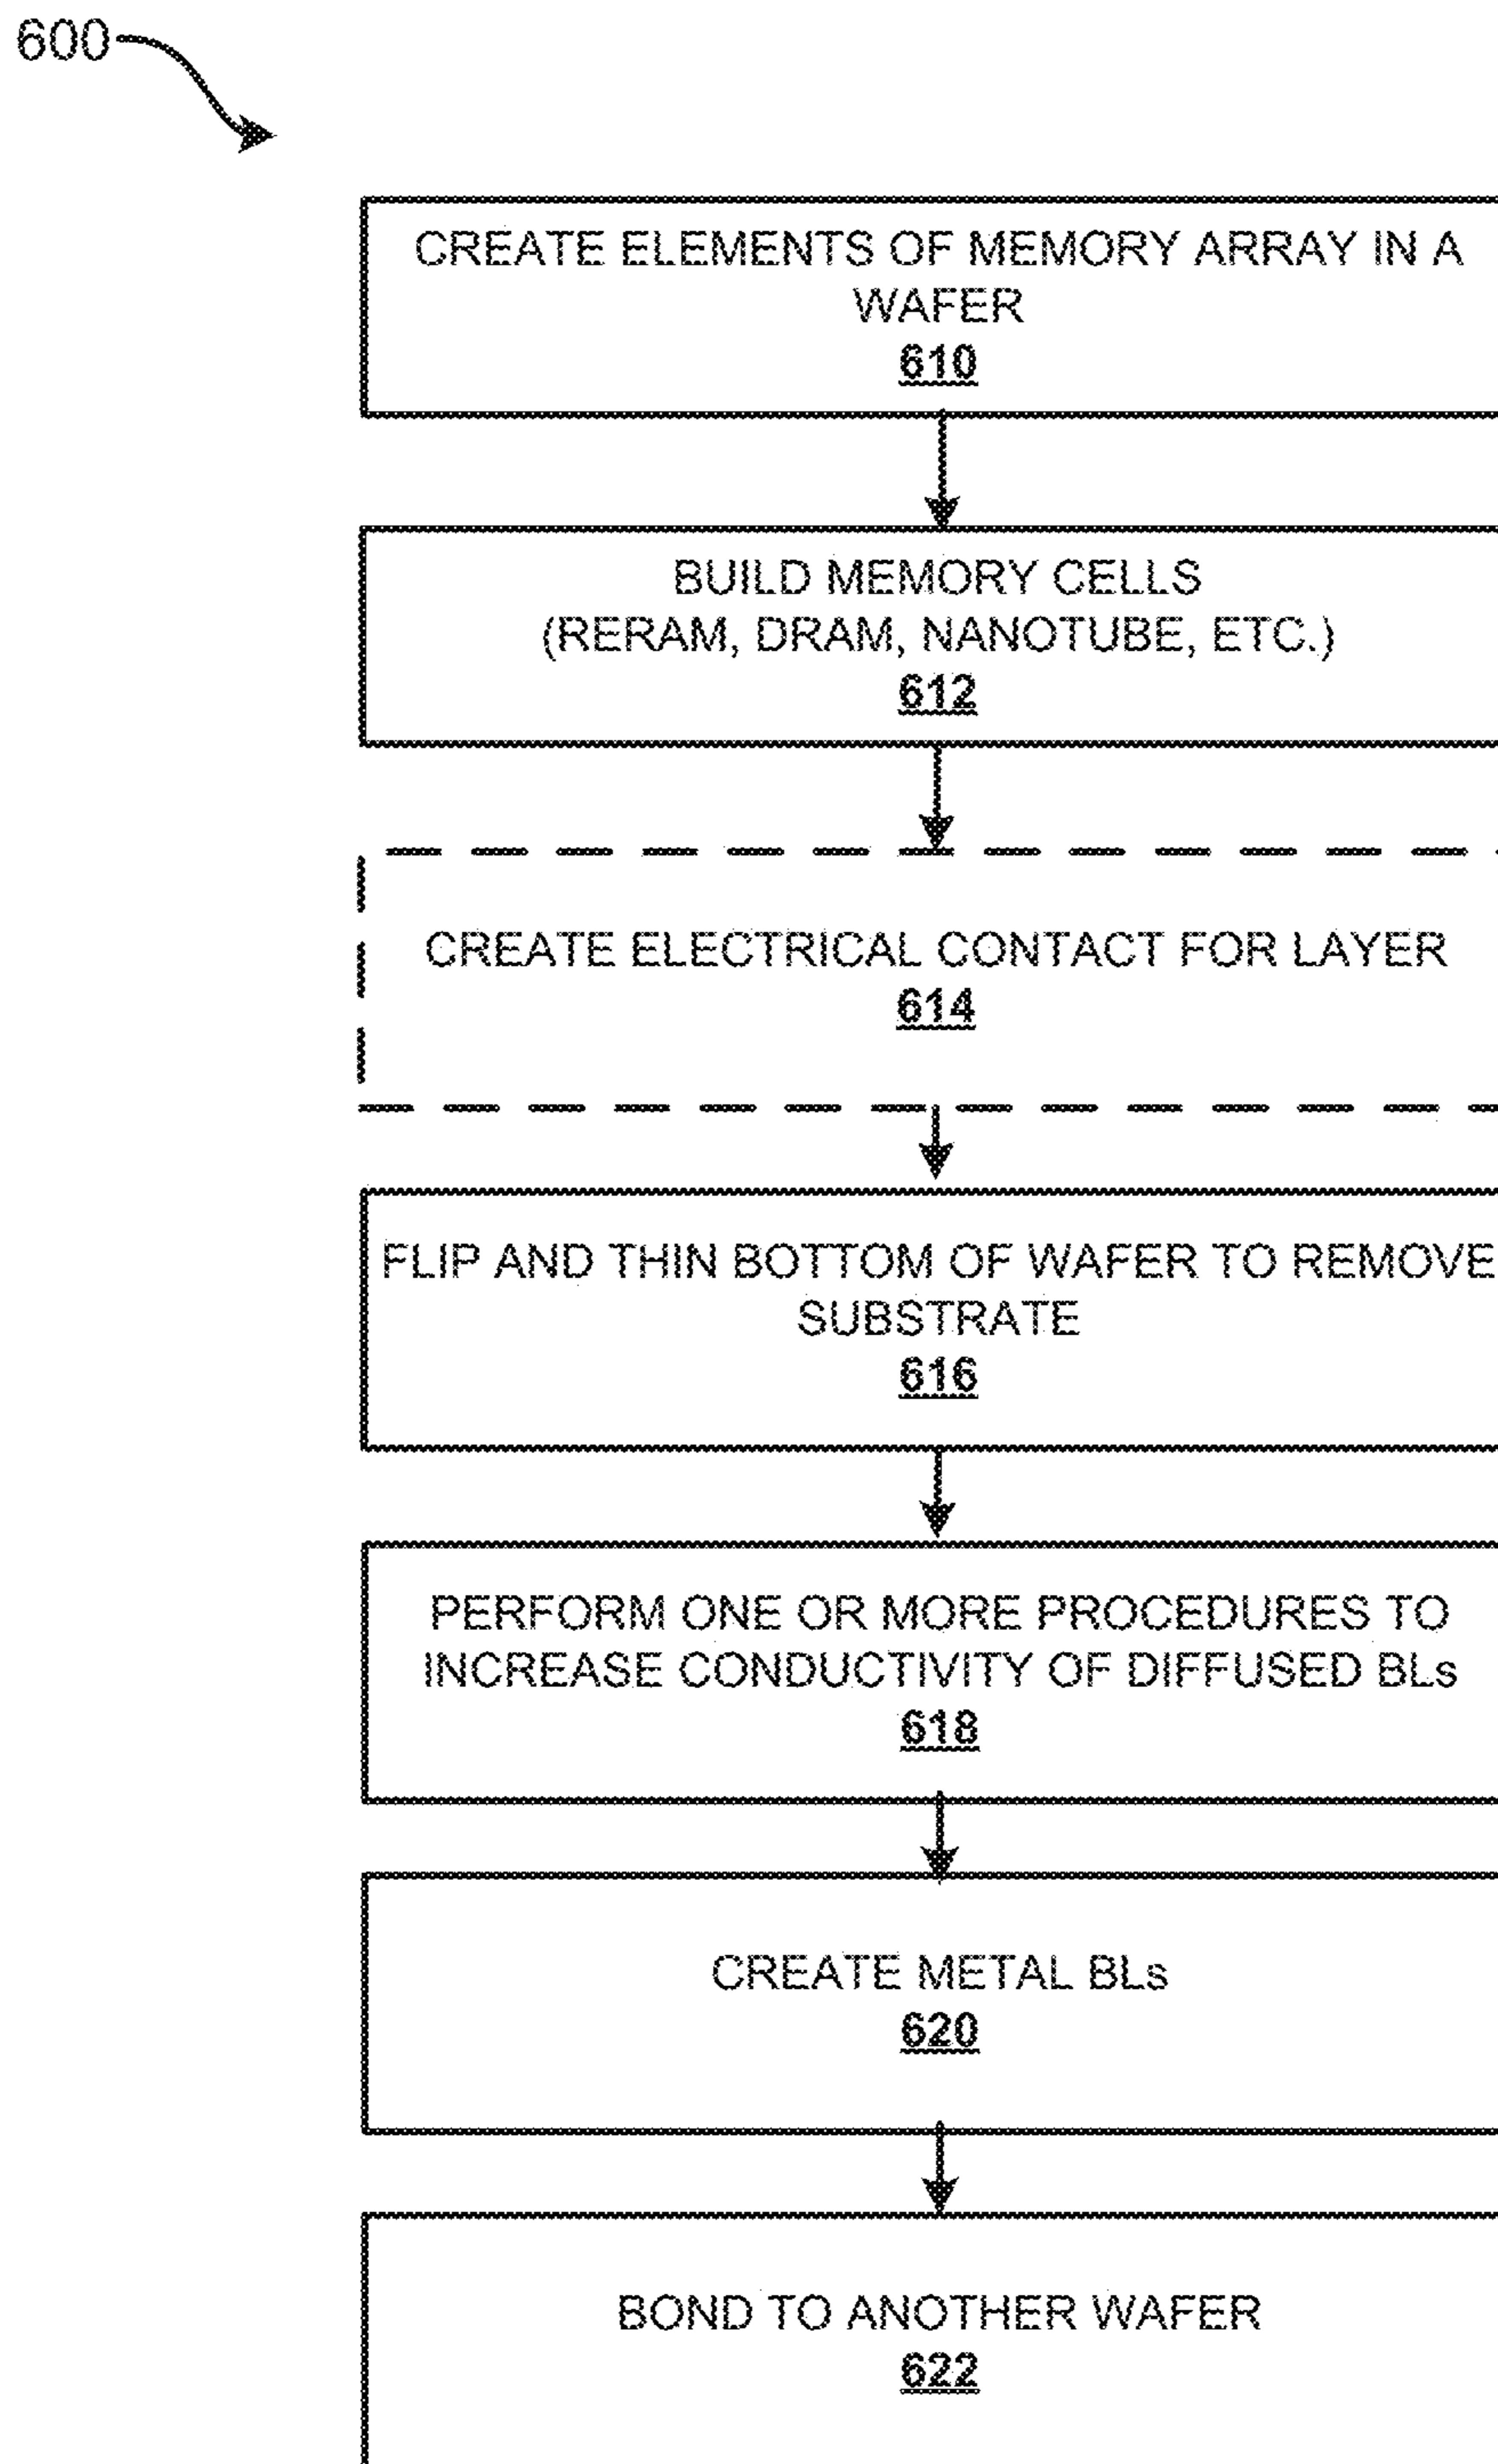 600
CREATE ELEMENTS OF MEMORY ARRAY IN A
WAFER
610
BUILD MEMORY CELLS
(RERAM, DRAM, NANOTUBE, ETC.)
612
CREATE ELECTRICAL CONTACT FOR LAYER
614
FLIP AND THIN BOTTOM OF WAFER TO REMOVE
SUBSTRATE
616
PERFORM ONE OR MORE PROCEDURES TO
INCREASE CONDUCTIVITY OF DIFFUSED BLs
618
CREATE METAL BLs
620
BOND TO ANOTHER WAFER
622